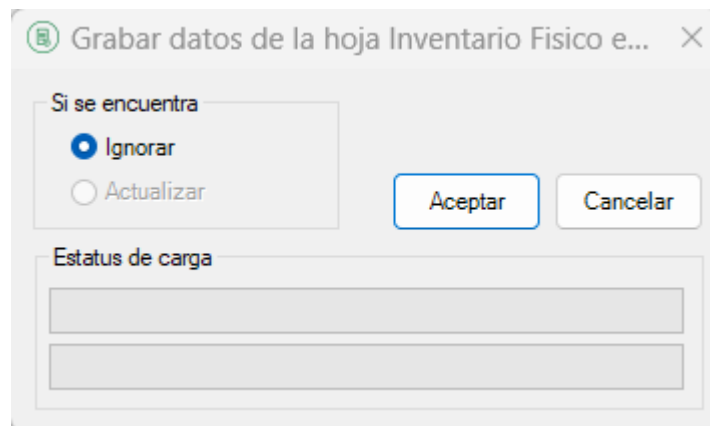 Grabar datos de la hoja Inventario Fisico e...
Si se encuentra
Ignorar
Actualizar
Aceptar
Cancelar
Estatus de carga